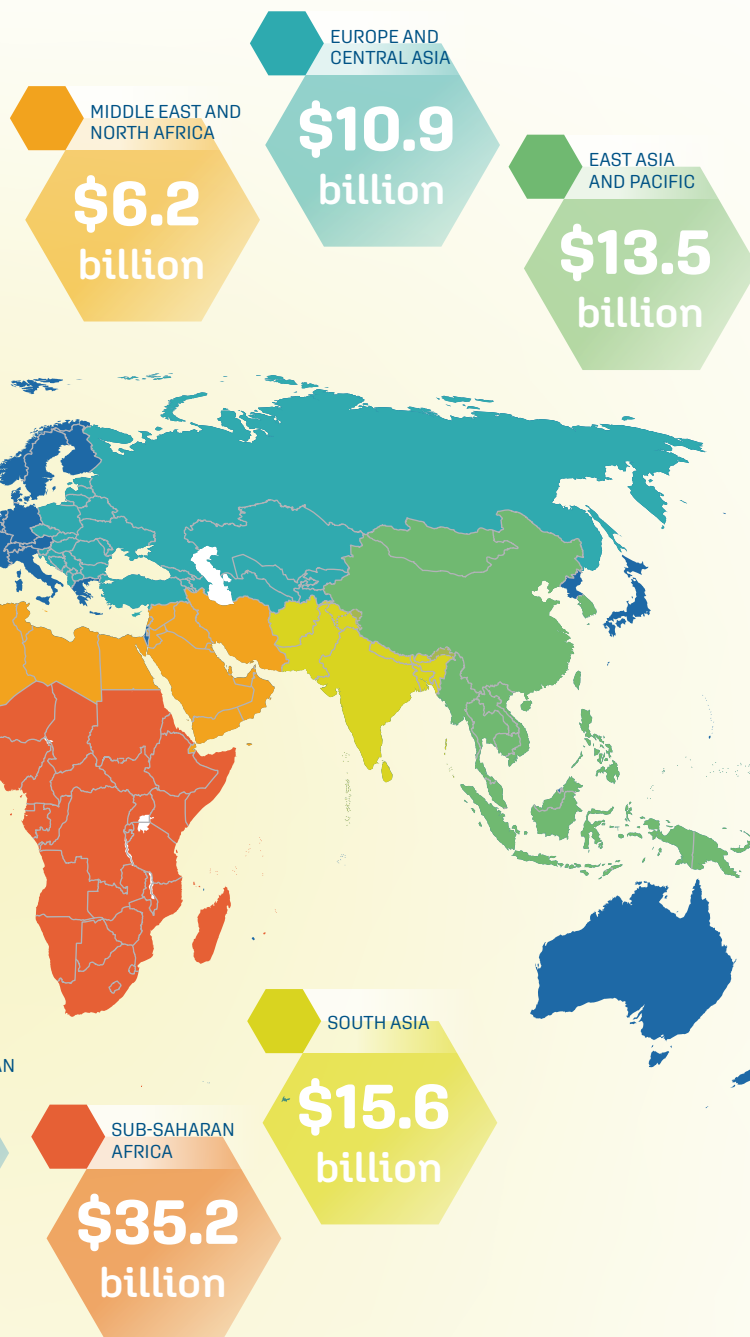 EUROPE AND
CENTRAL ASIA
$10.9
billion
MIDDLE EAST AND
NORTH AFRICA
$6.2
billion
EAST ASIA
AND PACIFIC
$13.5
billion
SOUTH ASIA
$15.6
billion
AN
SUB-SAHARAN
AFRICA
$35.2
billion